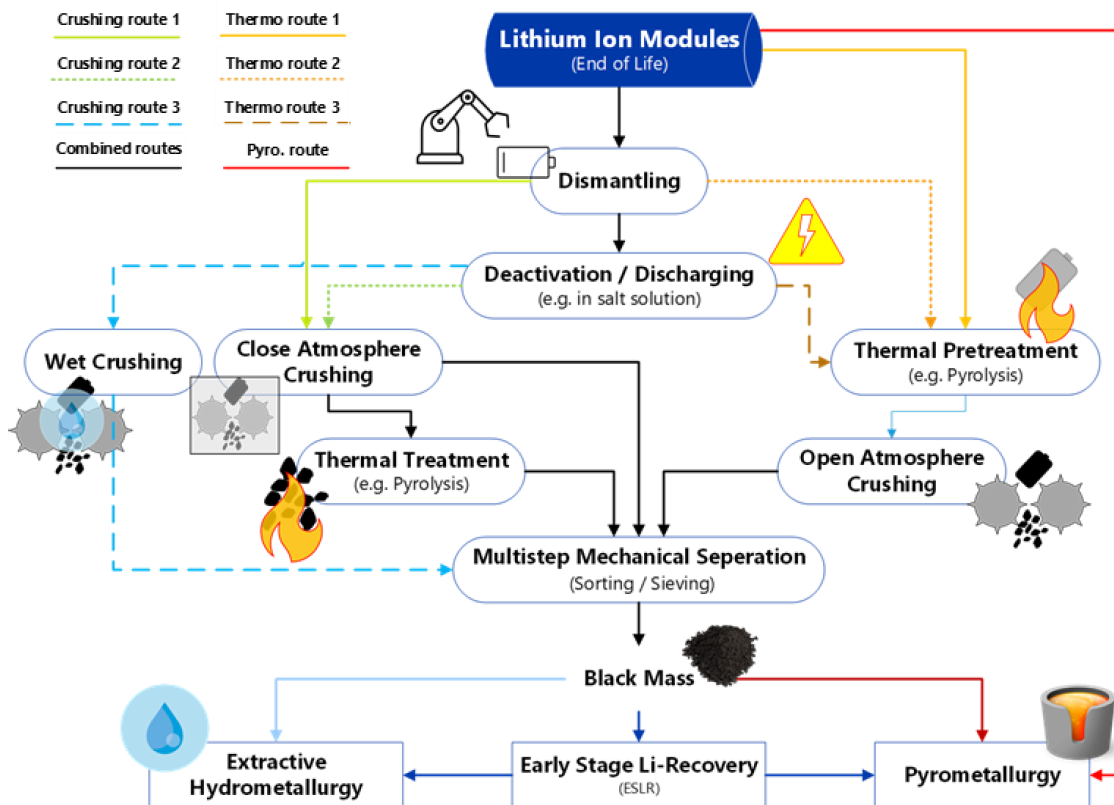 Crushing route 1
Thermo route 1
Crushing route 2
Thermo route 2
Crushing route 3
Thermo route 3
Combined routes
Pyro. route
Lithium Ion Modules
(End of Life)
Dismantling
Deactivation / Discharging
(e.g. in salt solution)
Wet Crushing
Close Atmosphere
Crushing
Thermal Pretreatment
(e.g. Pyrolysis)
Thermal Treatment
(e.g. Pyrolysis)
Open Atmosphere
Crushing
Multistep Mechanical Seperation
(Sorting / Sieving)
Black Mass
Extractive
Hydrometallurgy
Early Stage Li-Recovery
(ESLR)
Pyrometallurgy